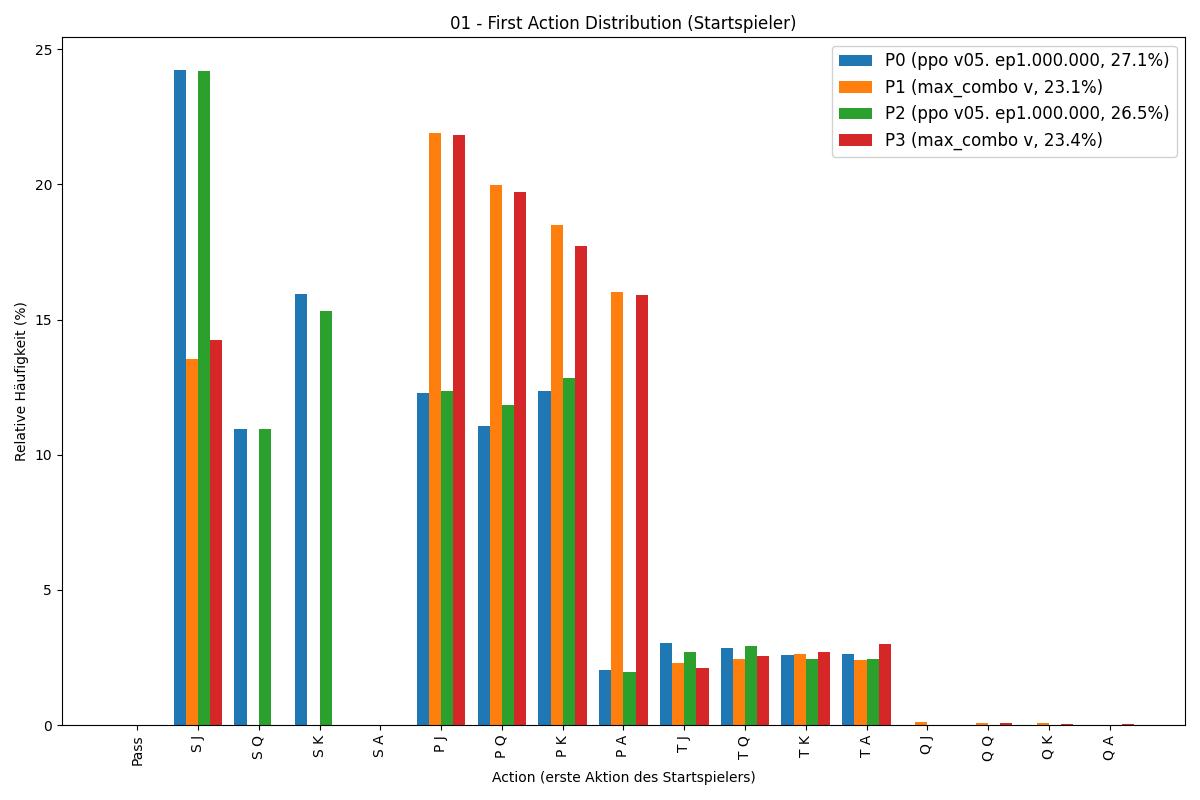 01 - First Action Distribution (Startspieler)
P0 (ppo v05. ep1.000.000, 27.1%)
P1 (max_combo v, 23.1%)
P2 (ppo v05. ep1.000.000, 26.5%)
P3 (max_combo v, 23.4%)
Relative Häufigkeit (%)
25
20
15
10
5
0
Pass
S J
S Q
S K
S A
P J
P Q
P K
P A
T J
T Q
T K
T A
Q J
Q Q
Q K
Q A
Action (erste Aktion des Startspielers)